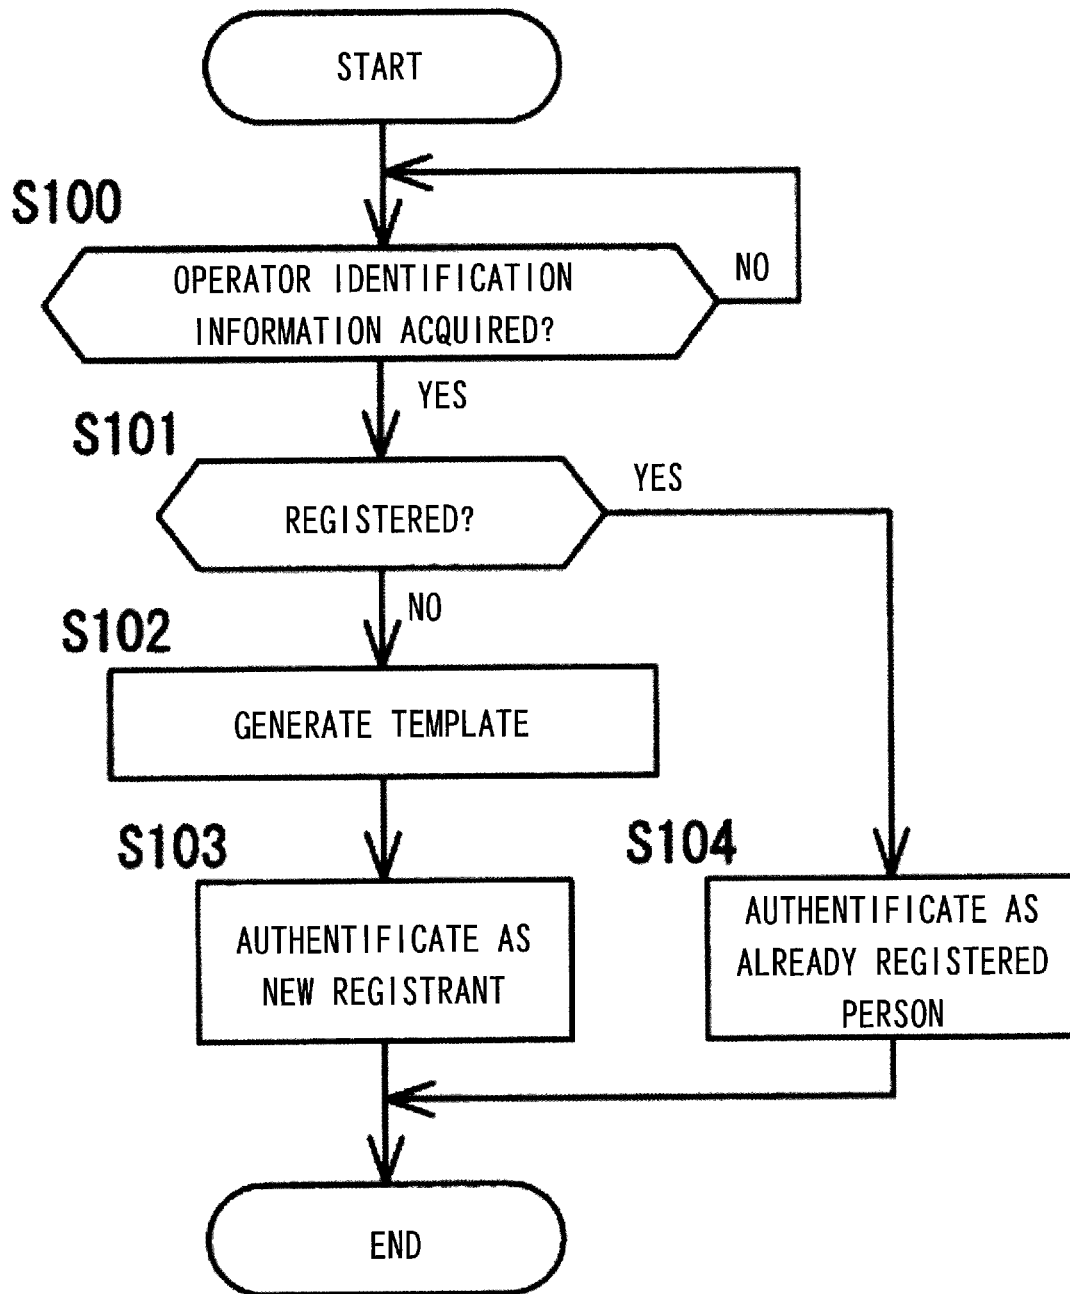 START
S100
OPERATOR IDENTIFICATION
INFORMATION ACQUIRED?
NO
YES
S101
REGISTERED?
YES
NO
S102
GENERATE TEMPLATE
S103
AUTHENTIFICATE AS
NEW REGISTRANT
S104
AUTHENTIFICATE AS
ALREADY REGISTERED
PERSON
END